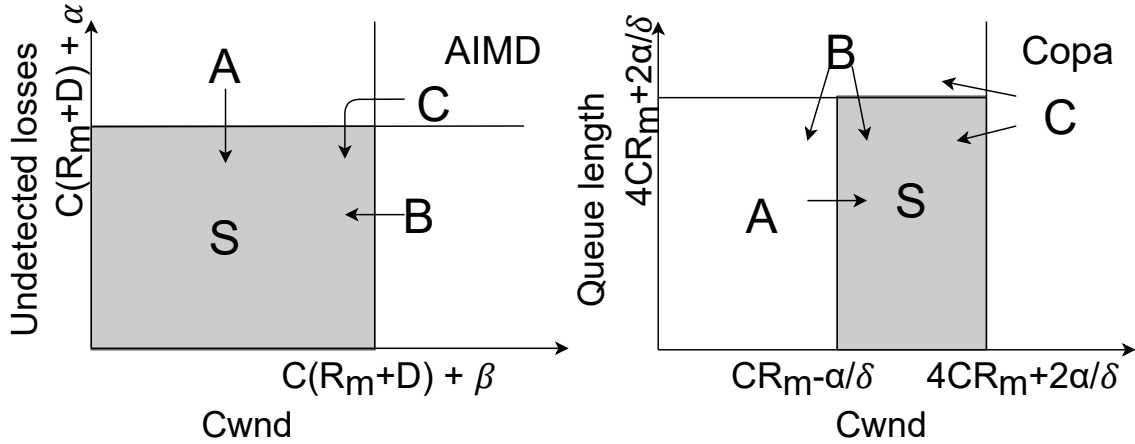 Undetected losses
C(Rm+D) + α
A
AIMD
C
S
B
C(Rm+D) + β
Cwnd
Queue length
4CRm+2α/δ
B
Copa
C
A
S
CRm-α/δ
4CRm+2α/δ
Cwnd